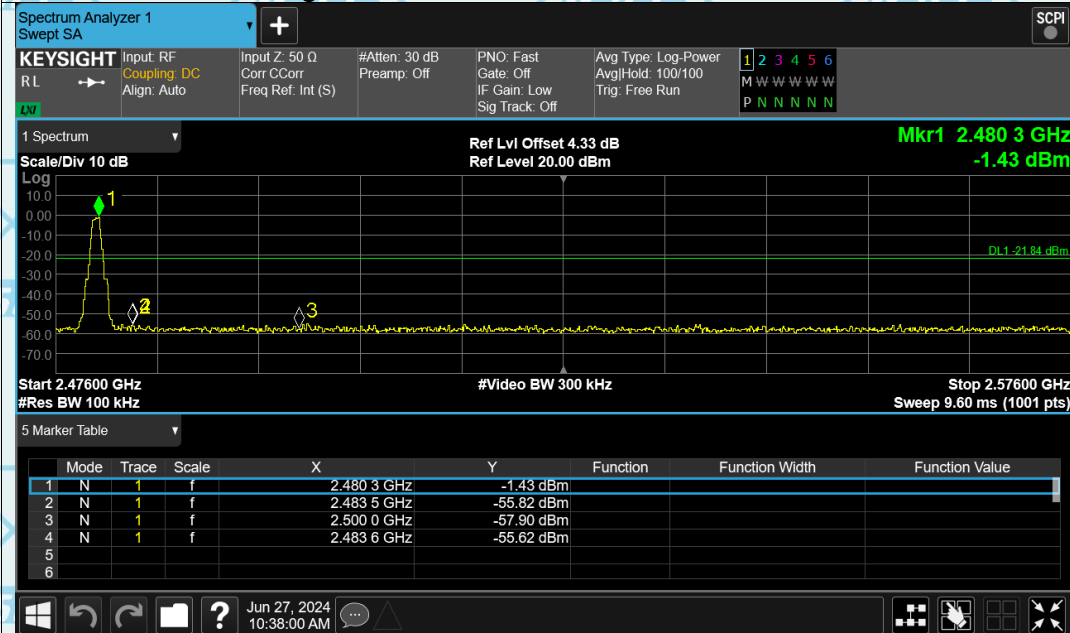 Spectrum Analyzer 1
Swept SA
+
SCPI
KEYSIGHT
R L
LXI
Input: RF
Coupling: DC
Align: Auto
Input Z: 50 Ω
Corr CCorr
Freq Ref: Int (S)
#Atten: 30 dB
Preamp: Off
PNO: Fast
Gate: Off
IF Gain: Low
Sig Track: Off
Avg Type: Log-Power
Avg|Hold: 100/100
Trig: Free Run
1 2 3 4 5 6
M W W W W W
P N N N N N
1 Spectrum
Scale/Div 10 dB
Ref Lvl Offset 4.33 dB
Ref Level 20.00 dBm
Mkr1 2.480 3 GHz
-1.43 dBm
Log
10.0
0.00
-10.0
-20.0
-30.0
-40.0
-50.0
-60.0
-70.0
1
DL1 -21.84 dBm
3
Start 2.47600 GHz
#Video BW 300 kHz
Stop 2.57600 GHz
#Res BW 100 kHz
Sweep 9.60 ms (1001 pts)
5 Marker Table
Mode Trace Scale X Y Function Function Width Function Value
1 N 1 f 2.480 3 GHz -1.43 dBm
2 N 1 f 2.483 5 GHz -55.82 dBm
3 N 1 f 2.500 0 GHz -57.90 dBm
4 N 1 f 2.483 6 GHz -55.62 dBm
5
6
?
Jun 27, 2024
10:38:00 AM